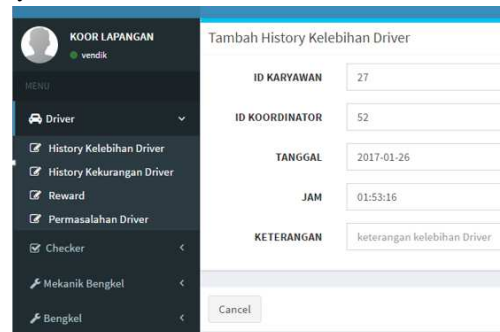 KOOR LAPANGAN
vendik
MENU
Driver
History Kelebihan Driver
History Kekurangan Driver
Reward
Permasalahan Driver
Checker
Mekanik Bengkel
Bengkel
Tambah History Kelebihan Driver
ID KARYAWAN 27
ID KOORDINATOR 52
TANGGAL 2017-01-26
JAM 01:53:16
KETERANGAN keterangan kelebihan Driver
Cancel